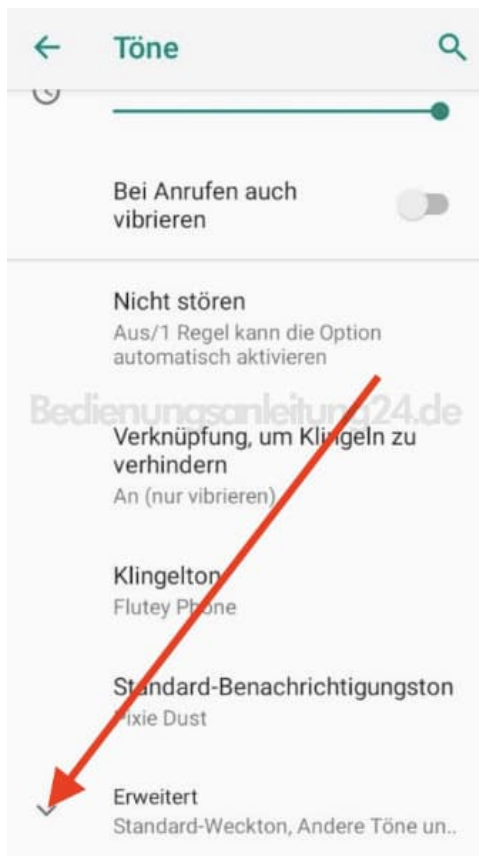 Töne
Bei Anrufen auch
vibrieren
Nicht stören
Aus/1 Regel kann die Option
automatisch aktivieren
Bedienungsanleitung24.de
Verknüpfung, um Klingeln zu
verhindern
An (nur vibrieren)
Klingelton
Flutey Phone
Standard-Benachrichtigungston
Pixie Dust
Erweitert
Standard-Weckton, Andere Töne un..